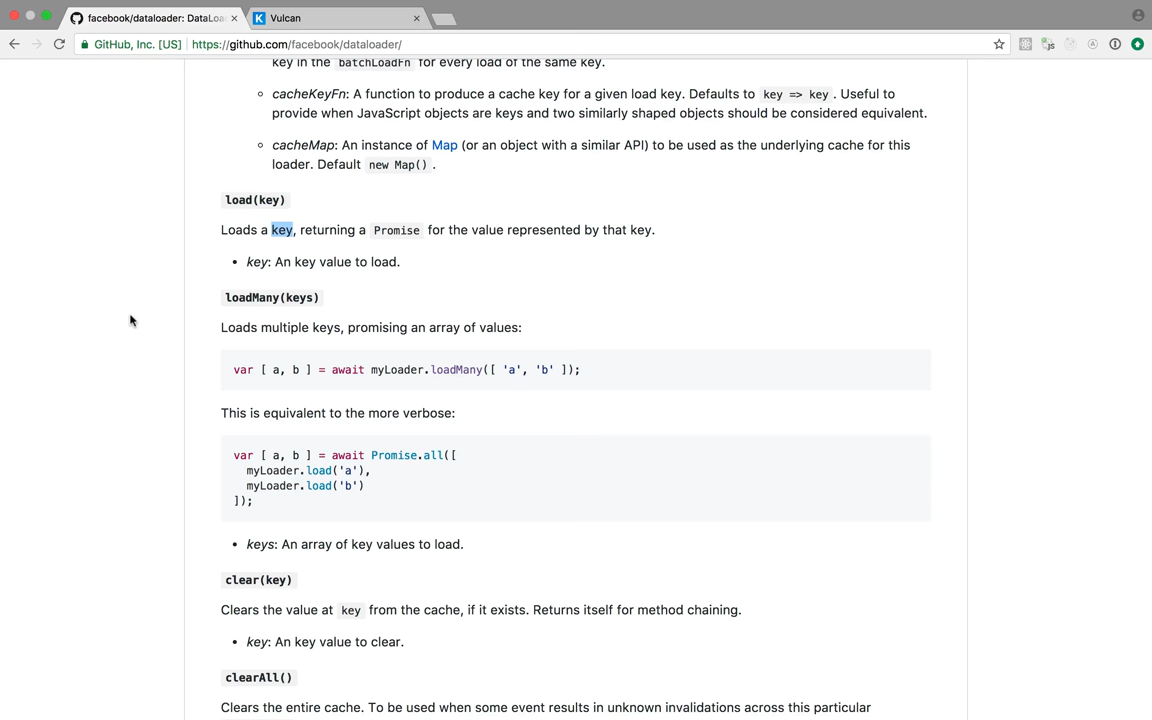 facebook/dataloader: DataLoa
Vulcan
GitHub, Inc. [US] https://github.com/facebook/dataloader/
key in the batchLoadFn for every load of the same key.
cacheKeyFn: A function to produce a cache key for a given load key. Defaults to key => key. Useful to
provide when JavaScript objects are keys and two similarly shaped objects should be considered equivalent.
cacheMap: An instance of Map (or an object with a similar API) to be used as the underlying cache for this
loader. Default new Map().
load(key)
Loads a key, returning a Promise for the value represented by that key.
• key: An key value to load.
loadMany(keys)
Loads multiple keys, promising an array of values:
var [ a, b ] = await myLoader.loadMany([ 'a', 'b' ]);
This is equivalent to the more verbose:
var [ a, b ] = await Promise.all([
myLoader.load('a'),
myLoader.load('b')
]);
• keys: An array of key values to load.
clear(key)
Clears the value at key from the cache, if it exists. Returns itself for method chaining.
• key: An key value to clear.
clearAll()
Clears the entire cache. To be used when some event results in unknown invalidations across this particular